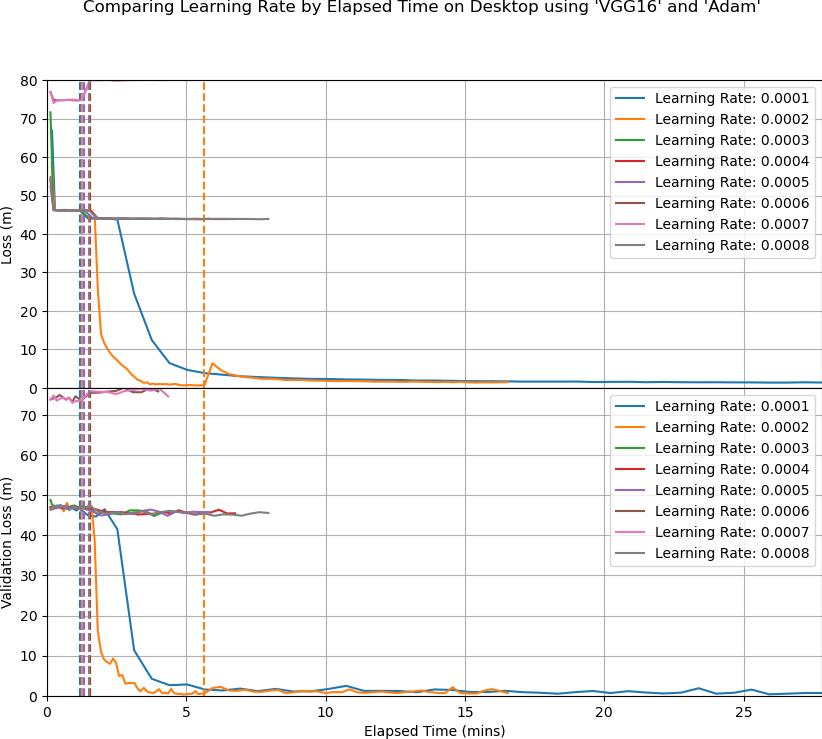 Comparing Learning Rate by Elapsed Time on Desktop using 'VGG16' and 'Adam'
80
70
60
50
40
30
20
10
0
Loss (m)
Learning Rate: 0.0001
Learning Rate: 0.0002
Learning Rate: 0.0003
Learning Rate: 0.0004
Learning Rate: 0.0005
Learning Rate: 0.0006
Learning Rate: 0.0007
Learning Rate: 0.0008
70
60
50
40
30
20
10
0
Validation Loss (m)
Learning Rate: 0.0001
Learning Rate: 0.0002
Learning Rate: 0.0003
Learning Rate: 0.0004
Learning Rate: 0.0005
Learning Rate: 0.0006
Learning Rate: 0.0007
Learning Rate: 0.0008
0 5 10 15 20 25
Elapsed Time (mins)